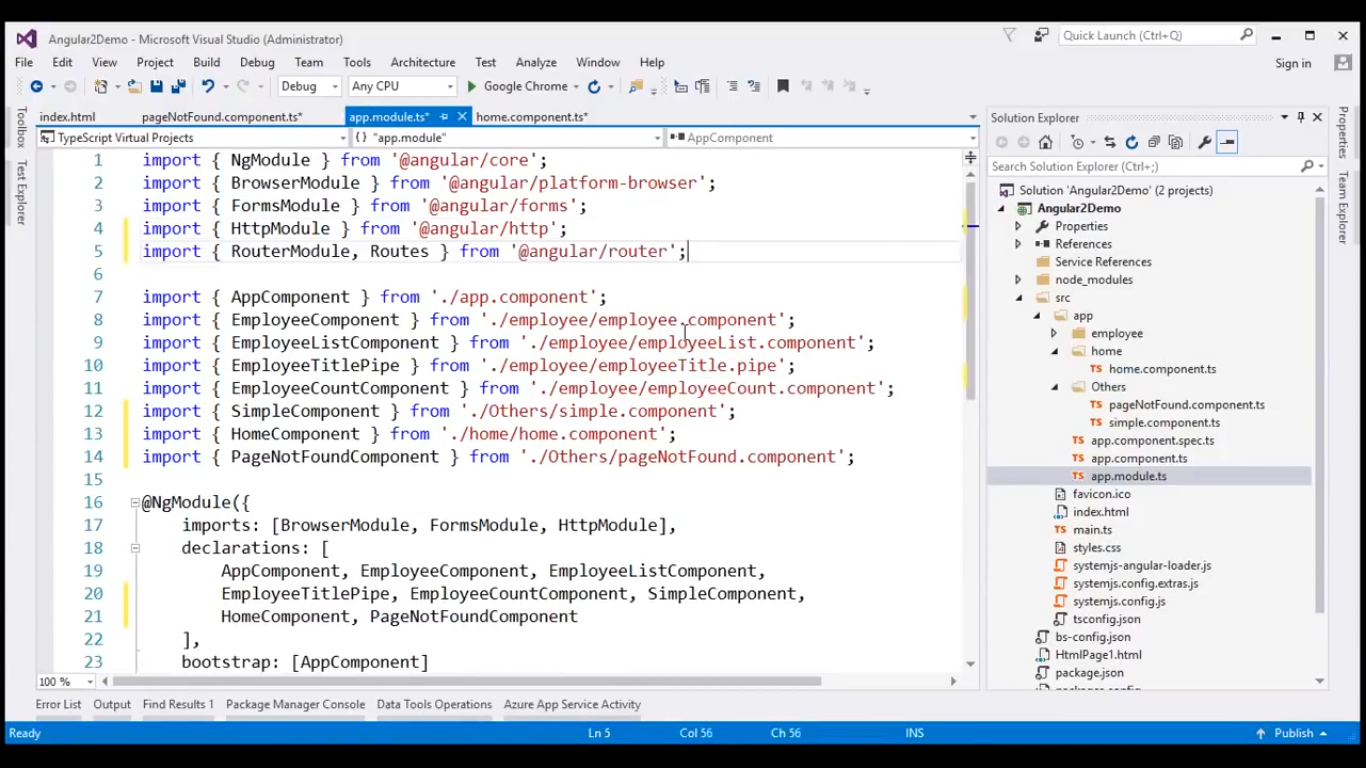 Angular2Demo - Microsoft Visual Studio (Administrator)
Quick Launch (Ctrl+Q)
File Edit View Project Build Debug Team Tools Architecture Test Analyze Window Help
Sign in
Debug Any CPU Google Chrome
Toolbox
Test Explorer
index.html pageNotFound.component.ts* app.module.ts* home.component.ts*
TypeScript Virtual Projects {} "app.module" AppComponent
1 import { NgModule } from '@angular/core';
2 import { BrowserModule } from '@angular/platform-browser';
3 import { FormsModule } from '@angular/forms';
4 import { HttpModule } from '@angular/http';
5 import { RouterModule, Routes } from '@angular/router';
6
7 import { AppComponent } from './app.component';
8 import { EmployeeComponent } from './employee/employee.component';
9 import { EmployeeListComponent } from './employee/employeeList.component';
10 import { EmployeeTitlePipe } from './employee/employeeTitle.pipe';
11 import { EmployeeCountComponent } from './employee/employeeCount.component';
12 import { SimpleComponent } from './Others/simple.component';
13 import { HomeComponent } from './home/home.component';
14 import { PageNotFoundComponent } from './Others/pageNotFound.component';
15
16 @NgModule({
17 imports: [BrowserModule, FormsModule, HttpModule],
18 declarations: [
19 AppComponent, EmployeeComponent, EmployeeListComponent,
20 EmployeeTitlePipe, EmployeeCountComponent, SimpleComponent,
21 HomeComponent, PageNotFoundComponent
22 ],
23 bootstrap: [AppComponent]
100 %
Solution Explorer
Search Solution Explorer (Ctrl+;)
Solution 'Angular2Demo' (2 projects)
Angular2Demo
Properties
References
Service References
node_modules
src
app
employee
home
TS home.component.ts
Others
TS pageNotFound.component.ts
TS simple.component.ts
TS app.component.spec.ts
TS app.component.ts
TS app.module.ts
favicon.ico
index.html
TS main.ts
styles.css
systemjs-angular-loader.js
systemjs.config.extras.js
systemjs.config.js
tsconfig.json
bs-config.json
HtmlPage1.html
package.json
Properties
Team Explorer
Error List Output Find Results 1 Package Manager Console Data Tools Operations Azure App Service Activity
Ready Ln 5 Col 56 Ch 56 INS Publish